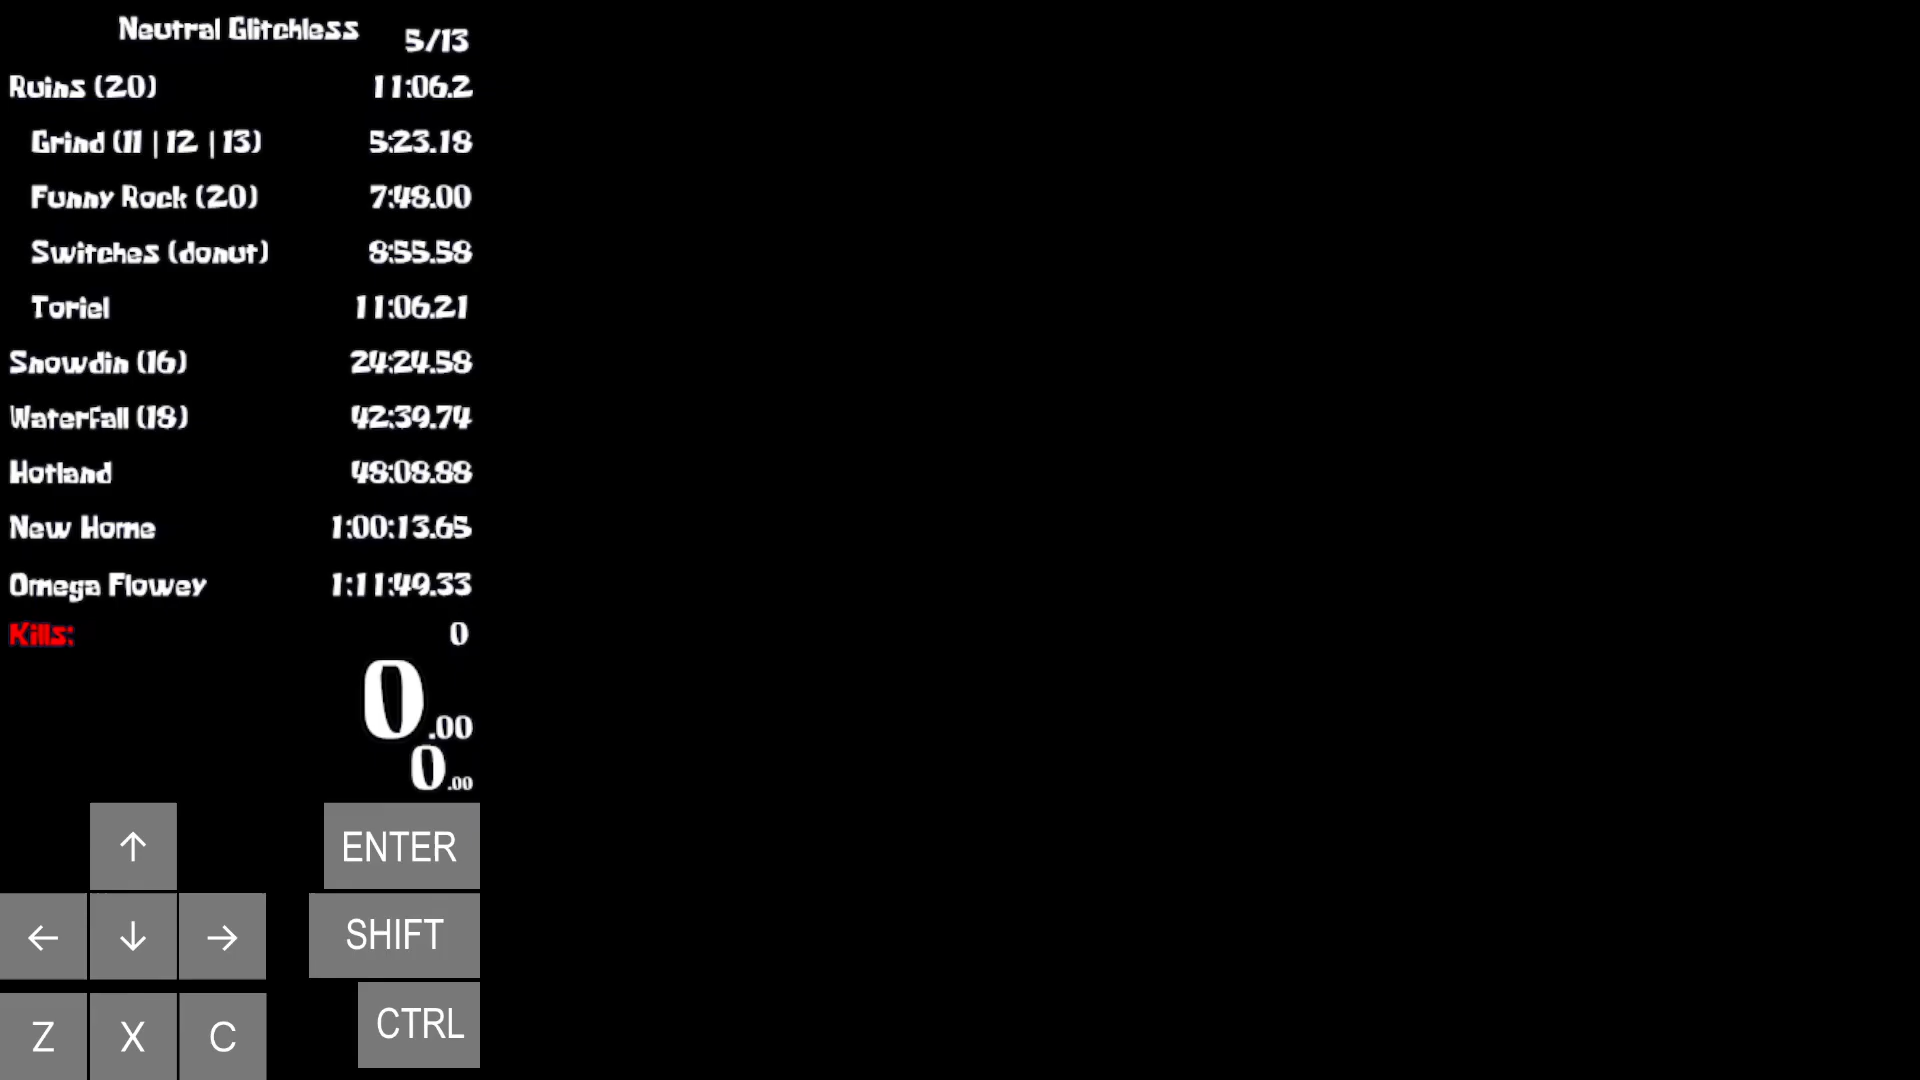 Neutral Glitchless 5/13
Ruins (20) 11:06.2
Grind (11 | 12 | 13) 5:23.18
Funny Rock (20) 7:48.00
Switches (donut) 8:55.58
Toriel 11:06.21
Snowdin (16) 24:24.58
Waterfall (18) 42:39.74
Hotland 48:08.88
New Home 1:00:13.65
Omega Flowey 1:11:49.33
Kills: 0
0.00
0.00
↑ ENTER
← ↓ → SHIFT
Z X C CTRL